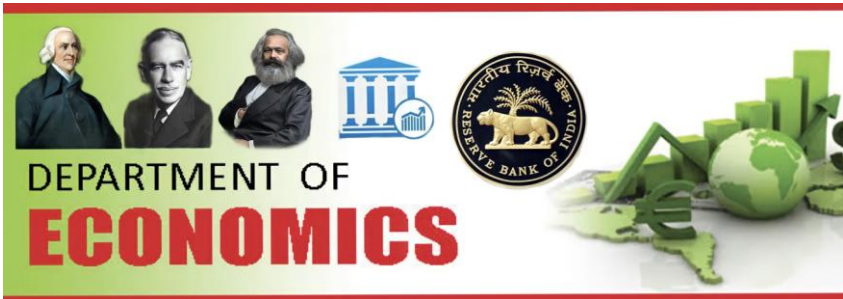 DEPARTMENT OF
ECONOMICS
भारतीय रिज़र्व बैंक
RESERVE BANK OF INDIA